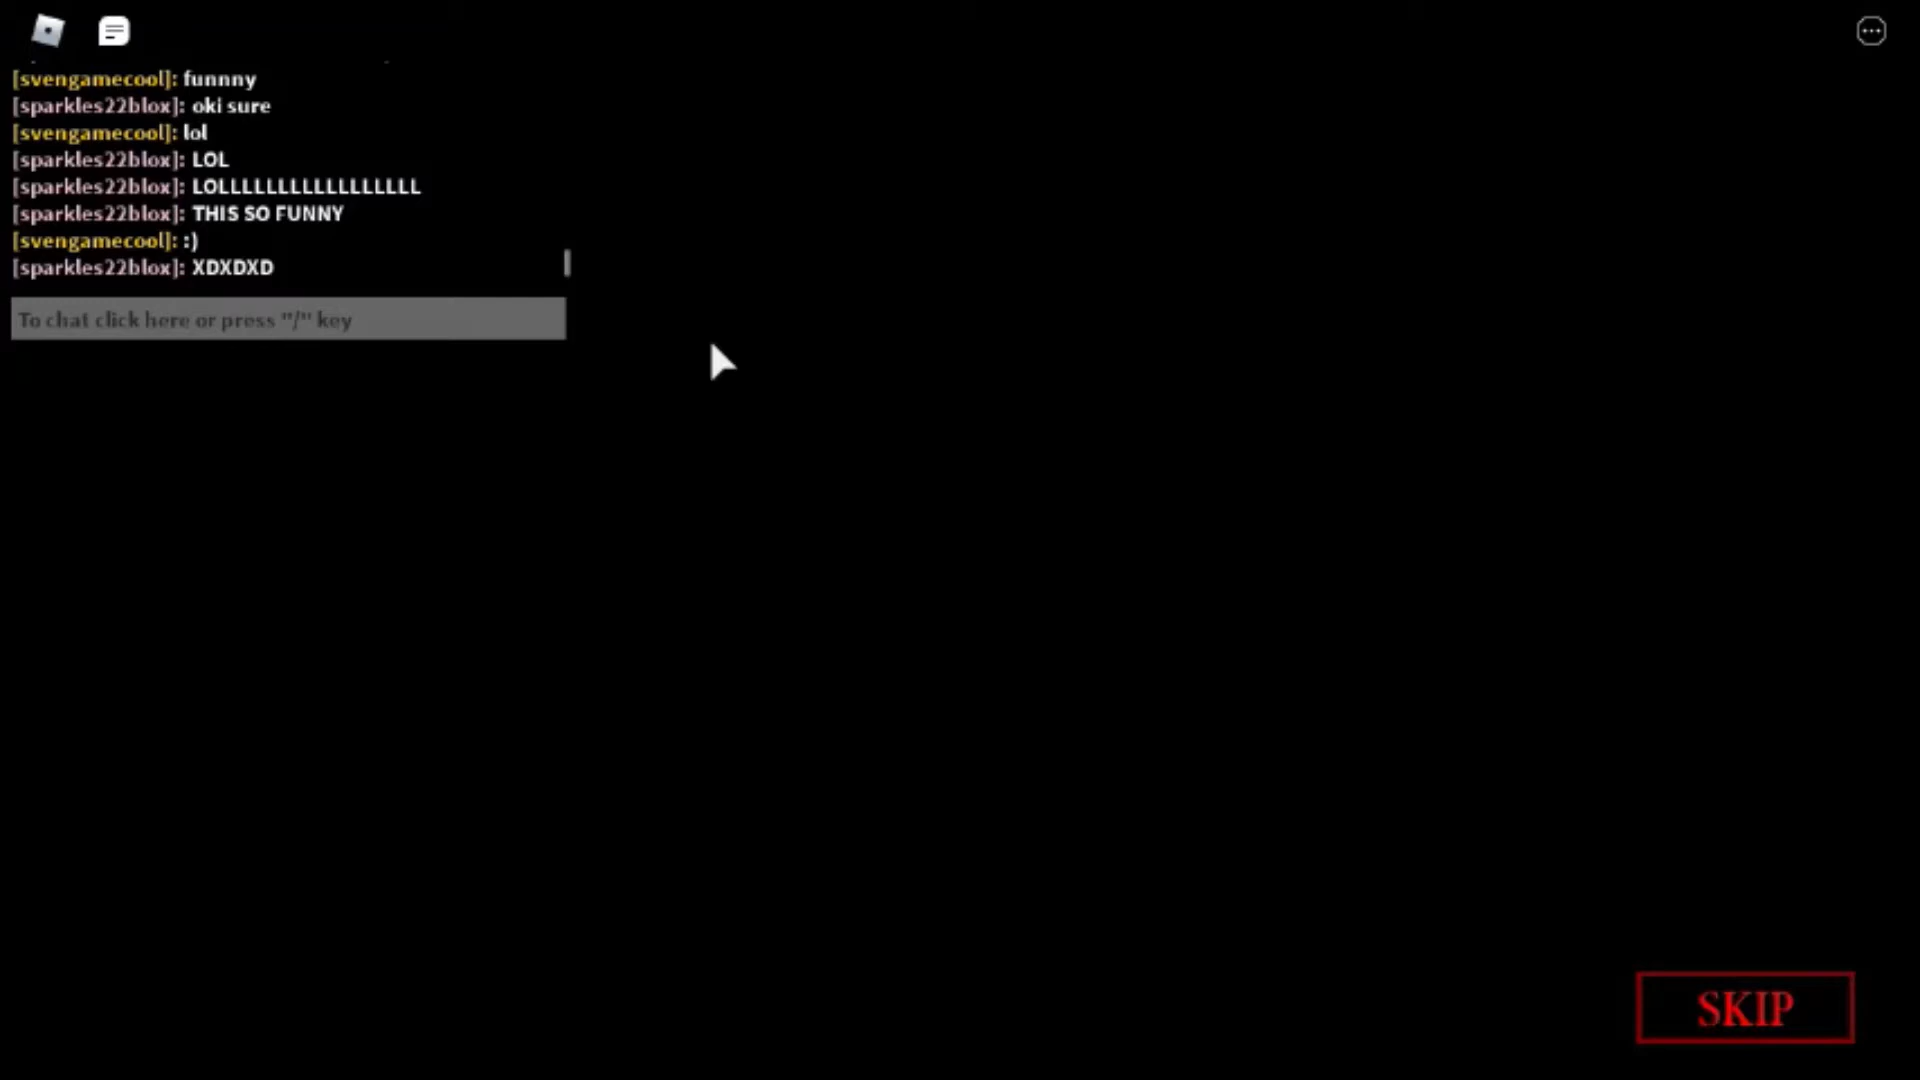 [svengamecool]: funnny
[sparkles22blox]: oki sure
[svengamecool]: lol
[sparkles22blox]: LOL
[sparkles22blox]: LOLLLLLLLLLLLLLLLLL
[sparkles22blox]: THIS SO FUNNY
[svengamecool]: :)
[sparkles22blox]: XDXDXD
To chat click here or press "/" key
SKIP